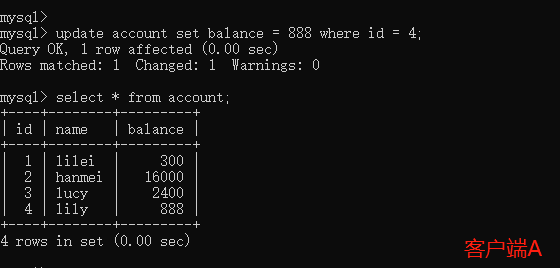 mysql>
mysql> update account set balance = 888 where id = 4;
Query OK, 1 row affected (0.00 sec)
Rows matched: 1  Changed: 1  Warnings: 0
mysql> select * from account;
+----+--------+---------+
| id | name   | balance |
+----+--------+---------+
|  1 | lilei  |     300 |
|  2 | hanmei |   16000 |
|  3 | lucy   |    2400 |
|  4 | lily   |     888 |
+----+--------+---------+
4 rows in set (0.00 sec)
客户端A